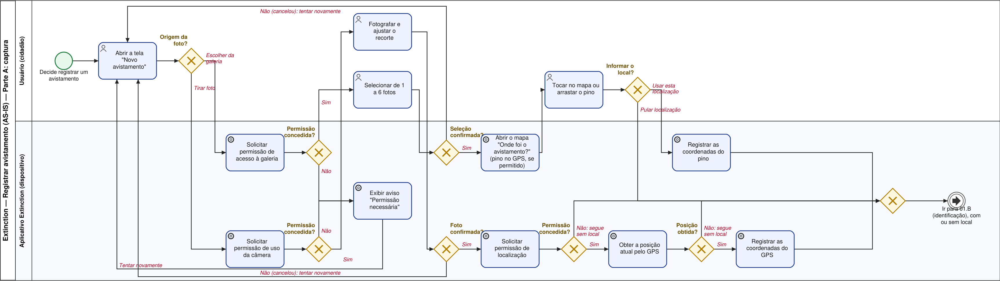 Extinction — Registrar avistamento (AS-IS) — Parte A: captura
Usuário (cidadão)
Aplicativo Extinction (dispositivo)
Decide registrar um
avistamento
Abrir a tela
"Novo
avistamento"
Origem da
foto?
Escolher da
galeria
Tirar foto
Não (cancelou): tentar novamente
Fotografar e
ajustar o
recorte
Selecionar de 1
a 6 fotos
Sim
Tocar no mapa ou
arrastar o pino
Informar o
local?
Usar esta
localização
Pular localização
Solicitar
permissão de
acesso à galeria
Permissão
concedida?
Não
Seleção
confirmada?
Sim
Abrir o mapa
"Onde foi o
avistamento?"
(pino no GPS, se
permitido)
Registrar as
coordenadas do
pino
Exibir aviso
"Permissão
necessária"
Solicitar
permissão de uso
da câmera
Permissão
concedida?
Não
Sim
Foto
confirmada?
Sim
Solicitar
permissão de
localização
Permissão
concedida?
Não: segue
sem local
Sim
Obter a posição
atual pelo GPS
Posição
obtida?
Não: segue
sem local
Sim
Registrar as
coordenadas do
GPS
Ir para 01.B
(identificação), com
ou sem local
Tentar novamente
Não (cancelou): tentar novamente